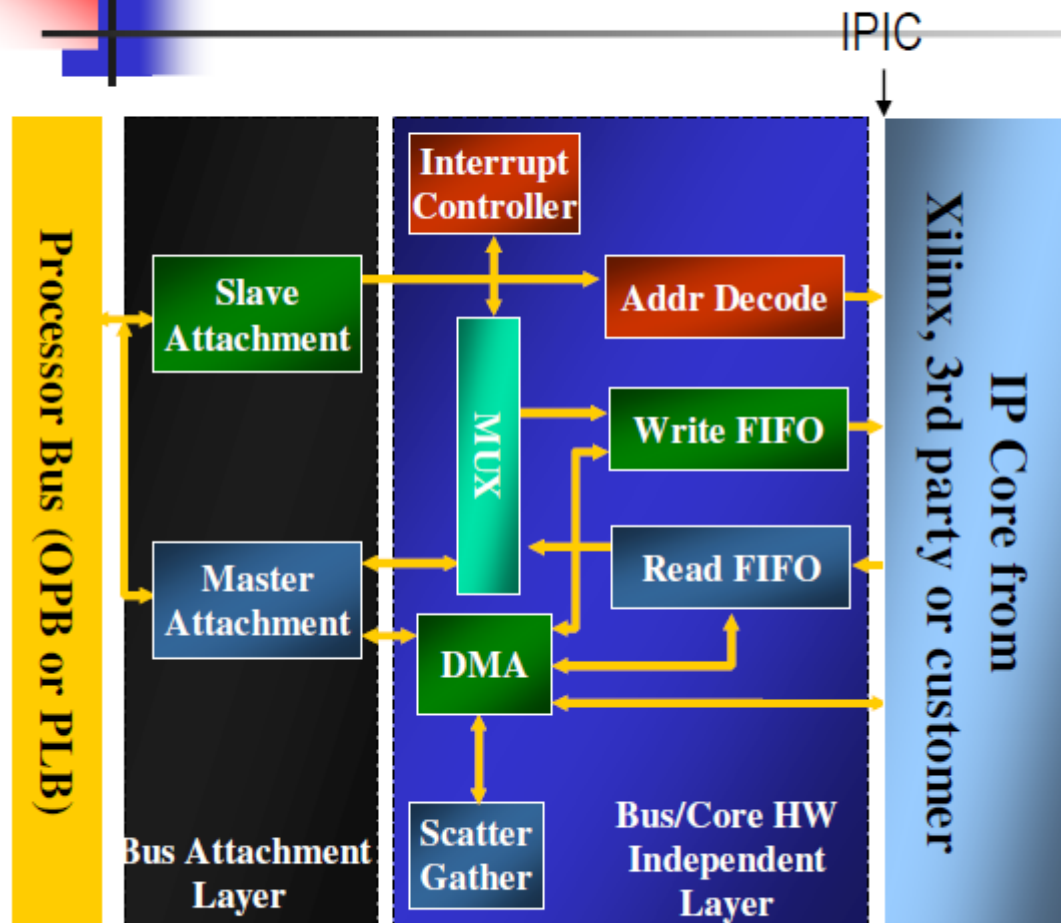 IPIC
Processor Bus (OPB or PLB)
Slave
Attachment
Master
Attachment
Bus Attachment
Layer
Interrupt
Controller
Addr Decode
MUX
Write FIFO
Read FIFO
DMA
Scatter
Gather
Bus/Core HW
Independent
Layer
IP Core from
Xilinx, 3rd party or customer